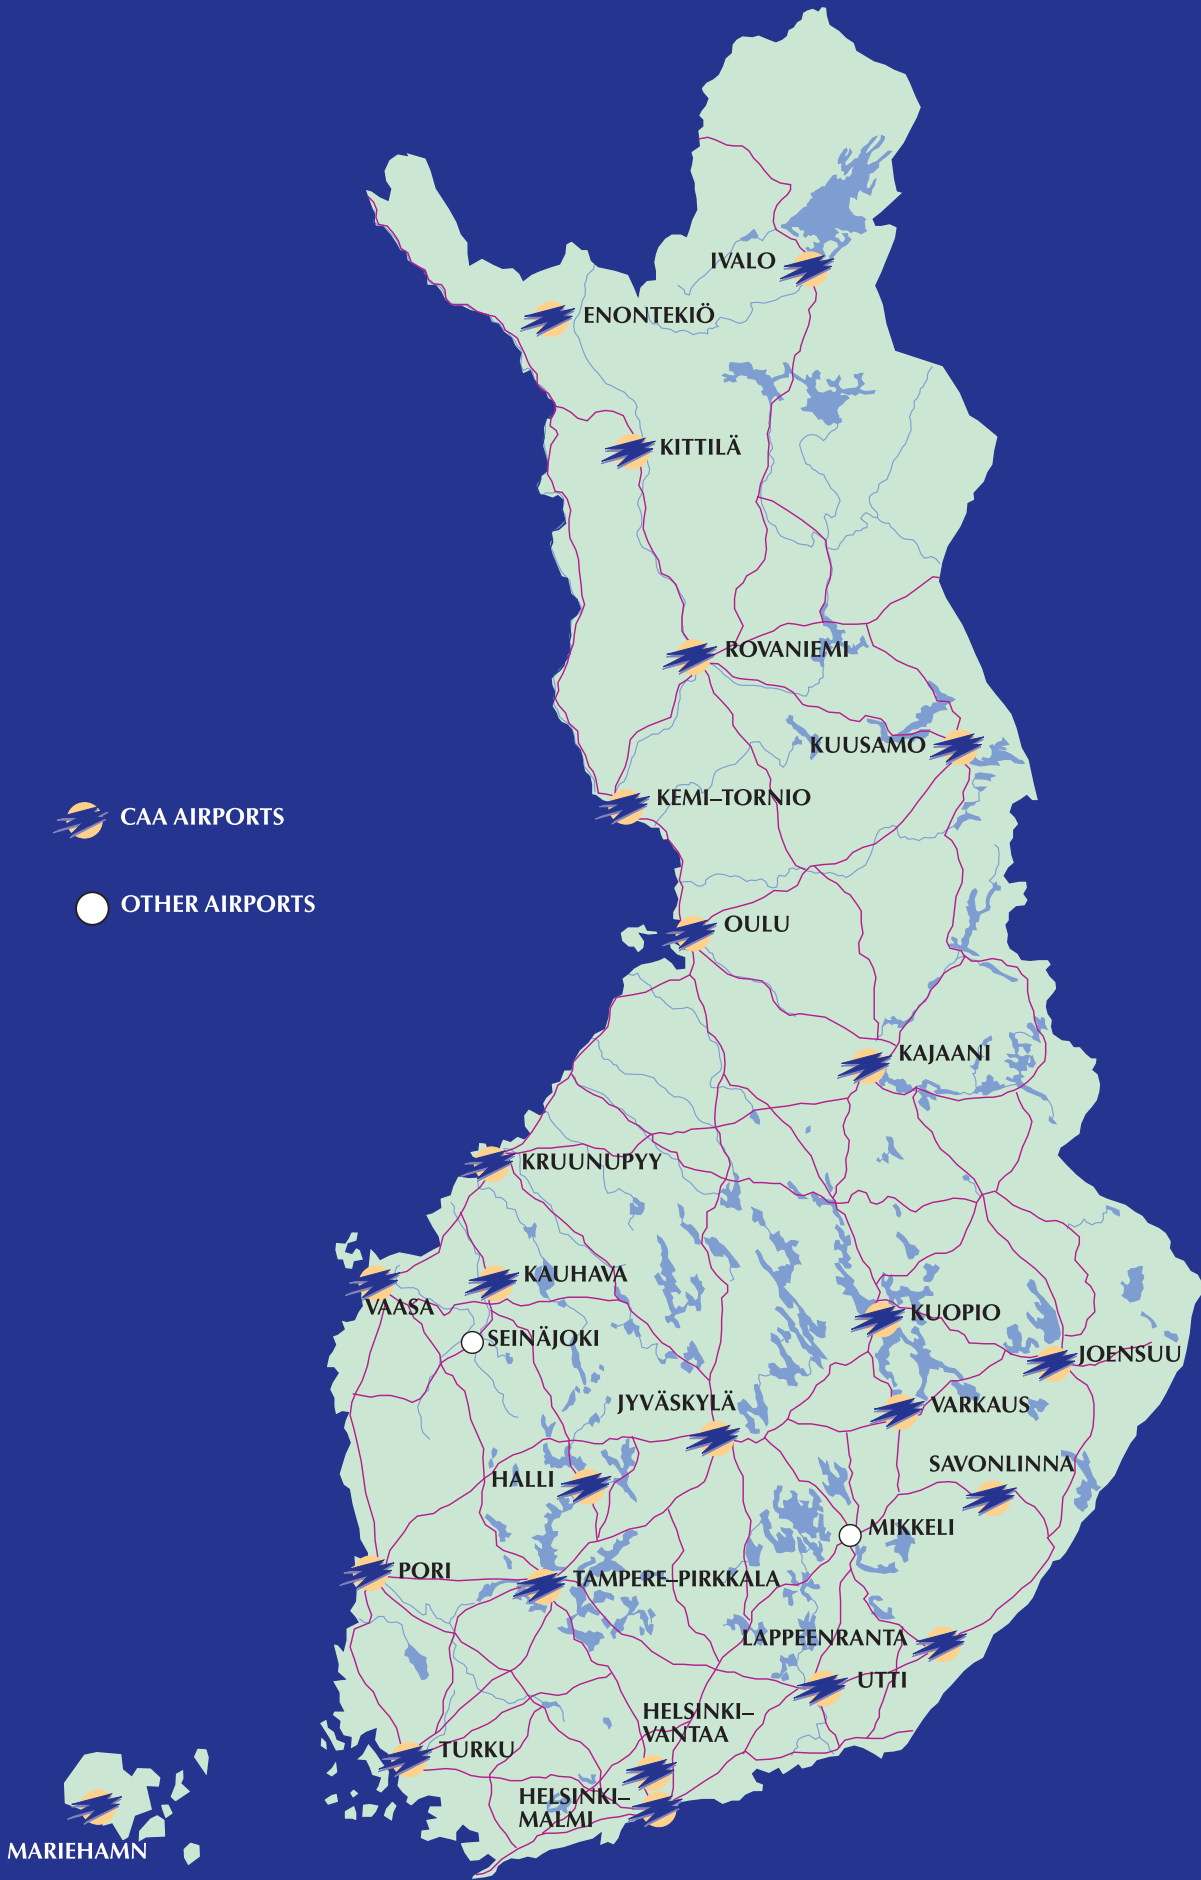 IVALO
ENONTEKIÖ
KITTILÄ
ROVANIEMI
KUUSAMO
KEMI–TORNIO
CAA AIRPORTS
OTHER AIRPORTS
OULU
KAJAANI
KRUUNUPYY
KAUHAVA
VAASA
KUOPIO
SEINÄJOKI
JOENSUU
JYVÄSKYLÄ
VARKAUS
SAVONLINNA
HALLI
MIKKELI
PORI
TAMPERE–PIRKKALA
LAPPEENRANTA
UTTI
HELSINKI–
VANTAA
TURKU
HELSINKI–
MALMI
MARIEHAMN